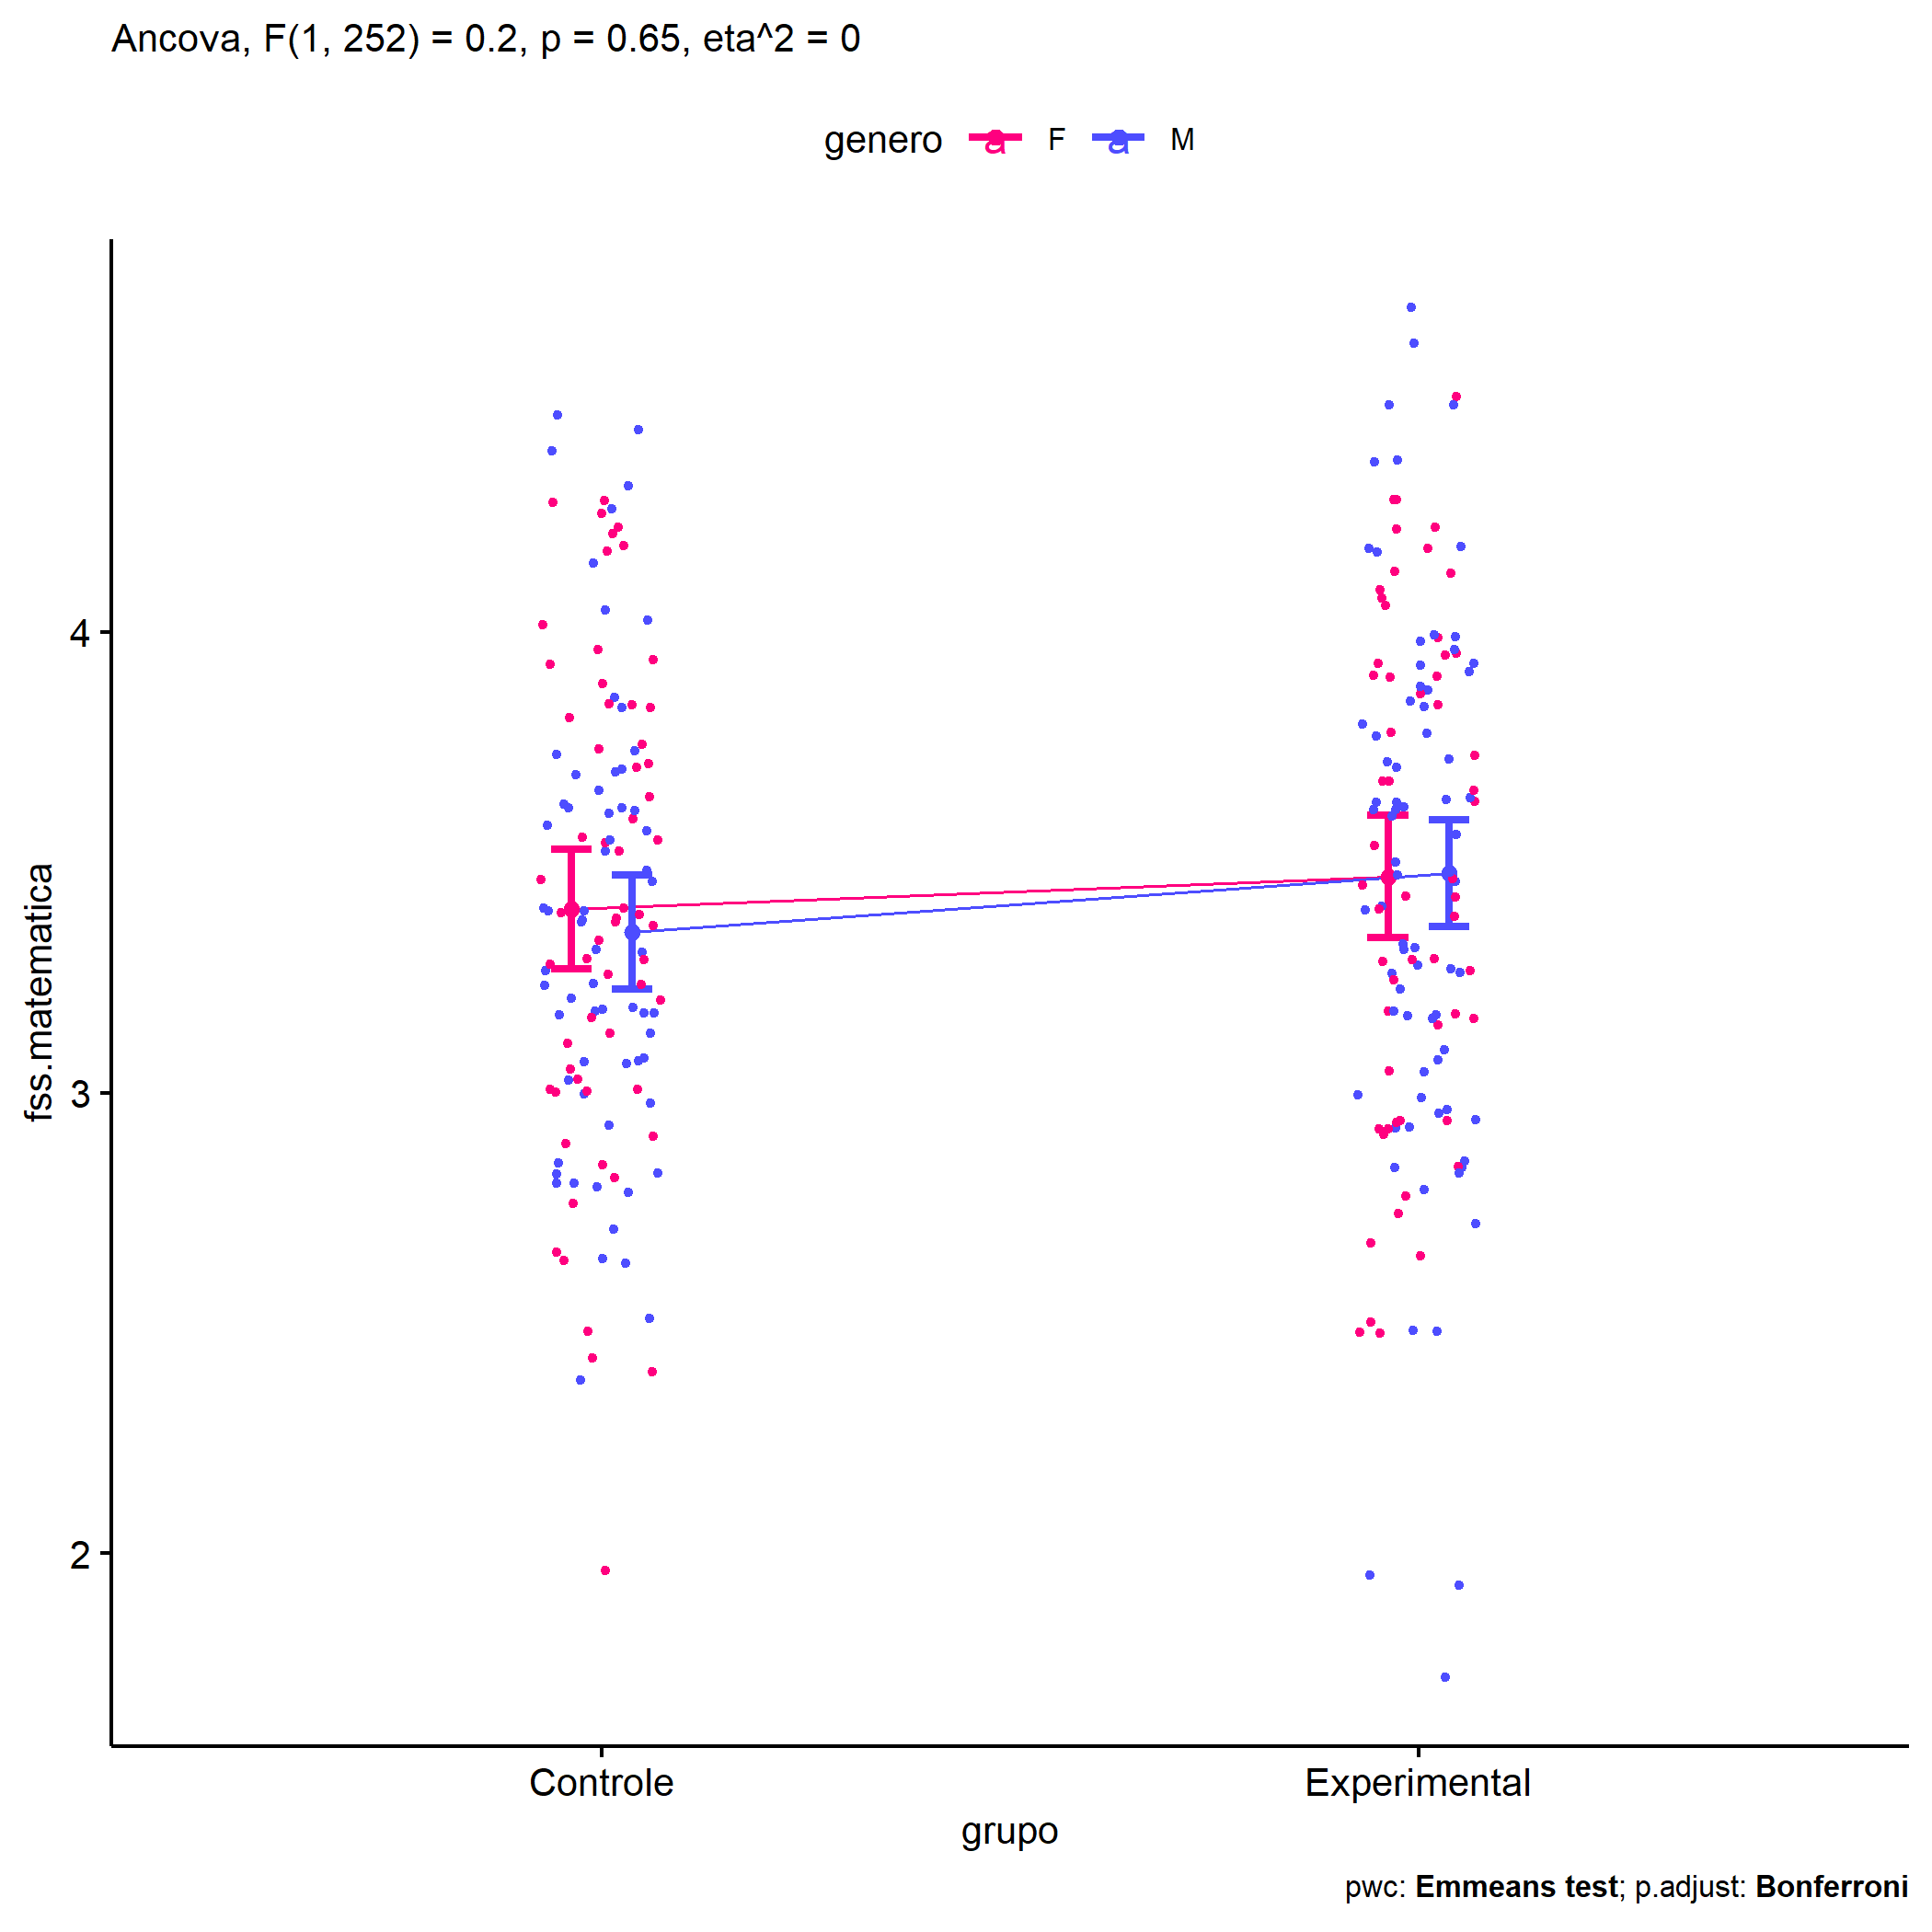 Ancova, F(1, 252) = 0.2, p = 0.65, eta^2 = 0
genero a F a M
fss.matematica
4
3
2
Controle Experimental
grupo
pwc: Emmeans test; p.adjust: Bonferroni